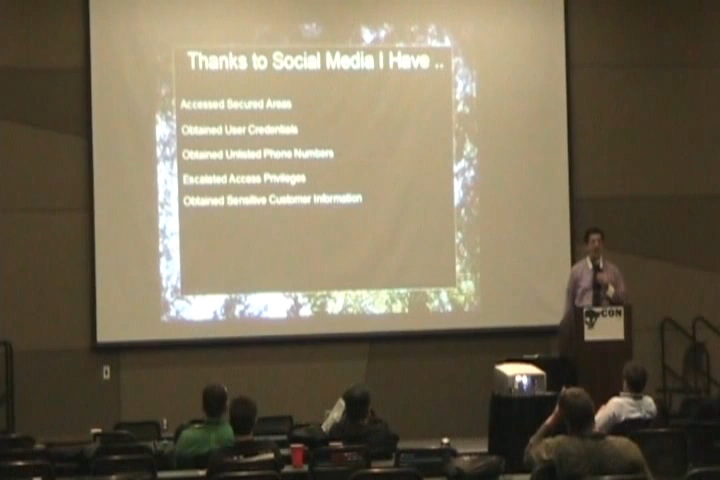 Thanks to Social Media I Have ..
Accessed Secured Areas
Obtained User Credentials
Obtained Unlisted Phone Numbers
Escalated Access Privileges
Obtained Sensitive Customer Information
CON